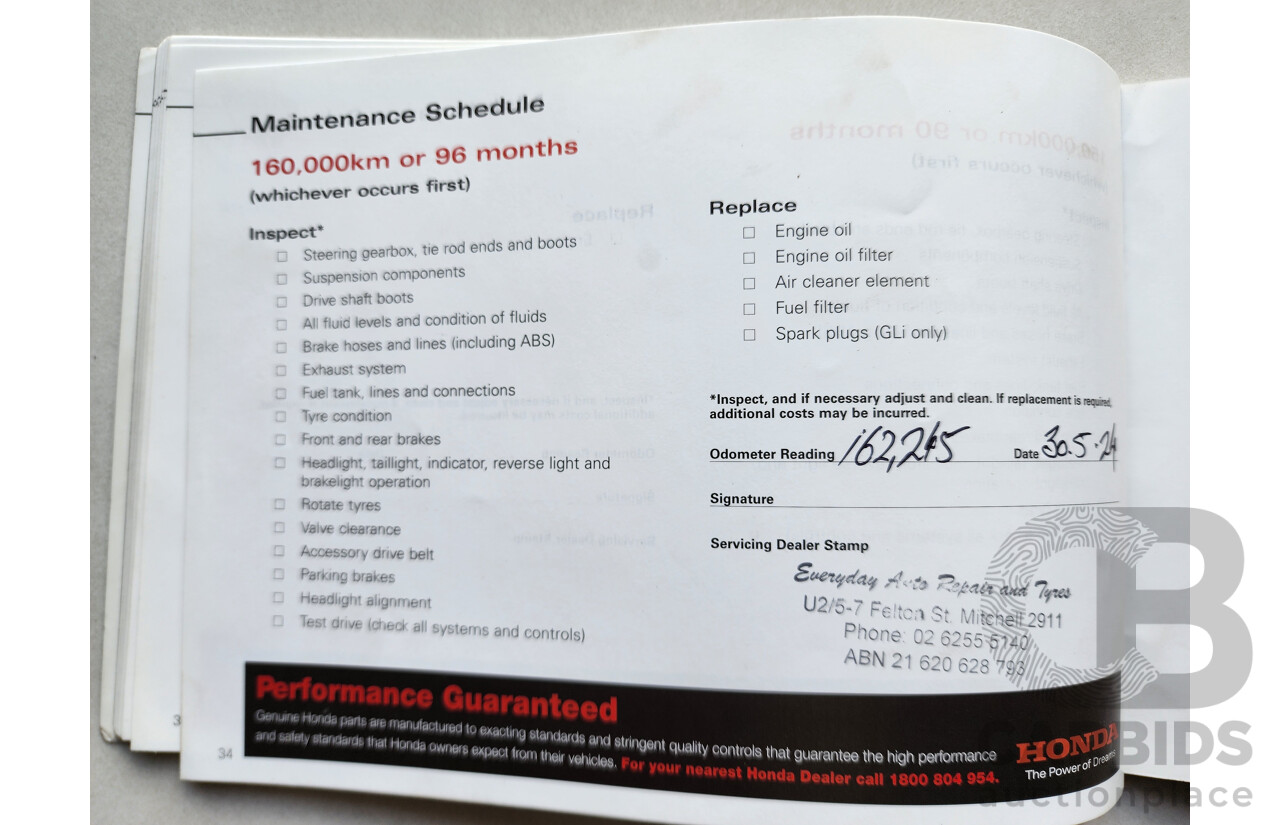 Maintenance Schedule
160,000km or 96 months
(whichever occurs first)
Inspect*
Steering gearbox, tie rod ends and boots
Suspension components
Drive shaft boots
All fluid levels and condition of fluids
Brake hoses and lines (including ABS)
Exhaust system
Fuel tank, lines and connections
Tyre condition
Front and rear brakes
Headlight, taillight, indicator, reverse light and
brakelight operation
Rotate tyres
Valve clearance
Accessory drive belt
Parking brakes
Headlight alignment
Test drive (check all systems and controls)
Replace
Engine oil
Engine oil filter
Air cleaner element
Fuel filter
Spark plugs (GLi only)
*Inspect, and if necessary adjust and clean. If replacement is required,
additional costs may be incurred.
Odometer Reading 162,245 Date 30.5.24
Signature
Servicing Dealer Stamp
Everyday Auto Repair and Tyres
U2/5-7 Felton St. Mitchell 2911
Phone: 02 6255 5140
ABN 21 620 628 793
Performance Guaranteed
Genuine Honda parts are manufactured to exacting standards and stringent quality controls that guarantee the high performance
and safety standards that Honda owners expect from their vehicles. For your nearest Honda Dealer call 1800 804 954.
HONDA
The Power of Dreams
34
3
CARBIDS
auctionplace